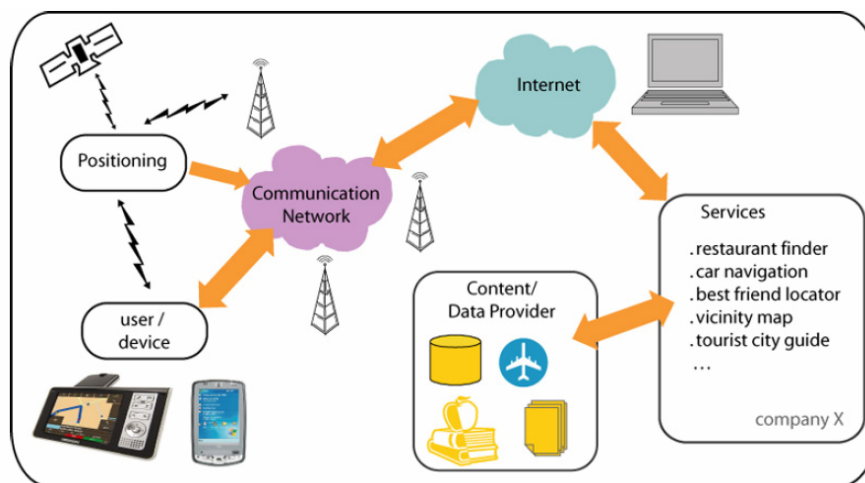 Positioning
Communication
Network
Internet
user /
device
Content/
Data Provider
Services
.restaurant finder
.car navigation
.best friend locator
.vicinity map
.tourist city guide
...
company X